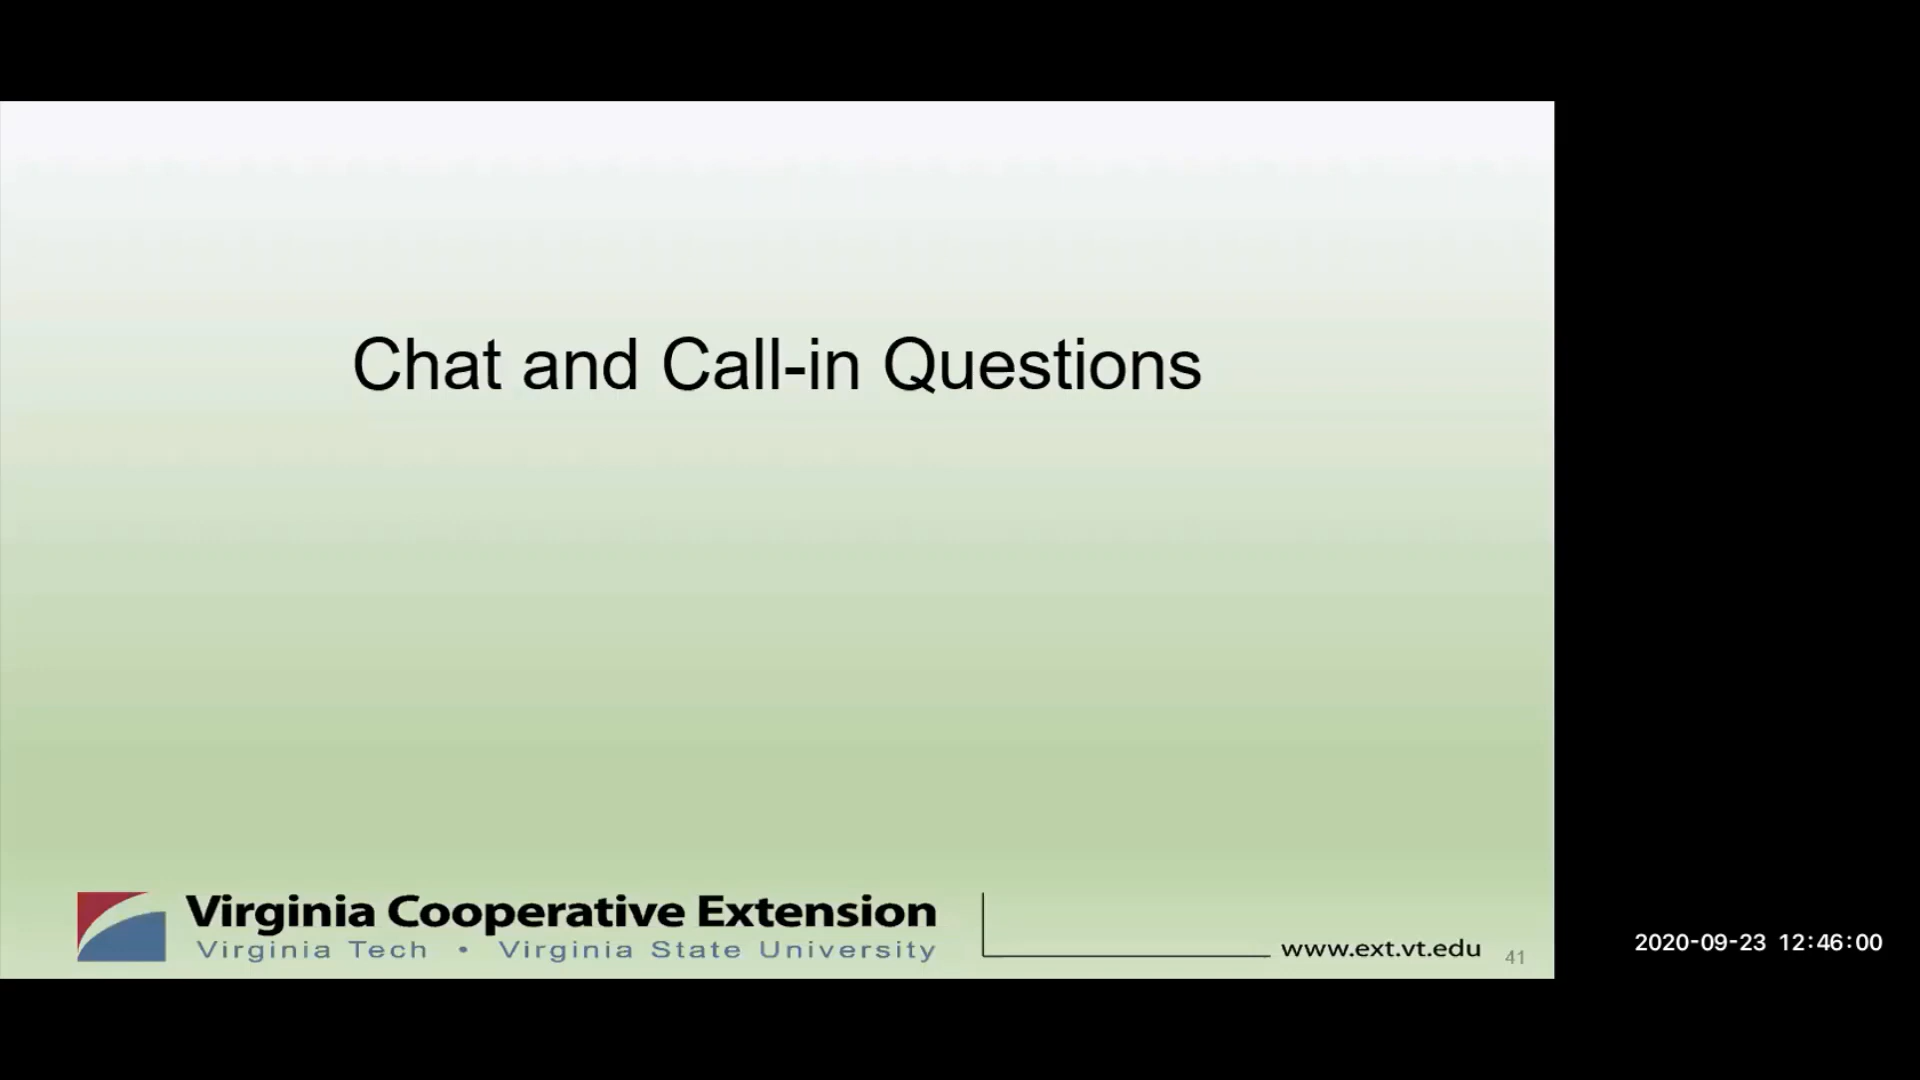 Chat and Call-in Questions
Virginia Cooperative Extension
Virginia Tech • Virginia State University
www.ext.vt.edu
41
2020-09-23 12:46:00